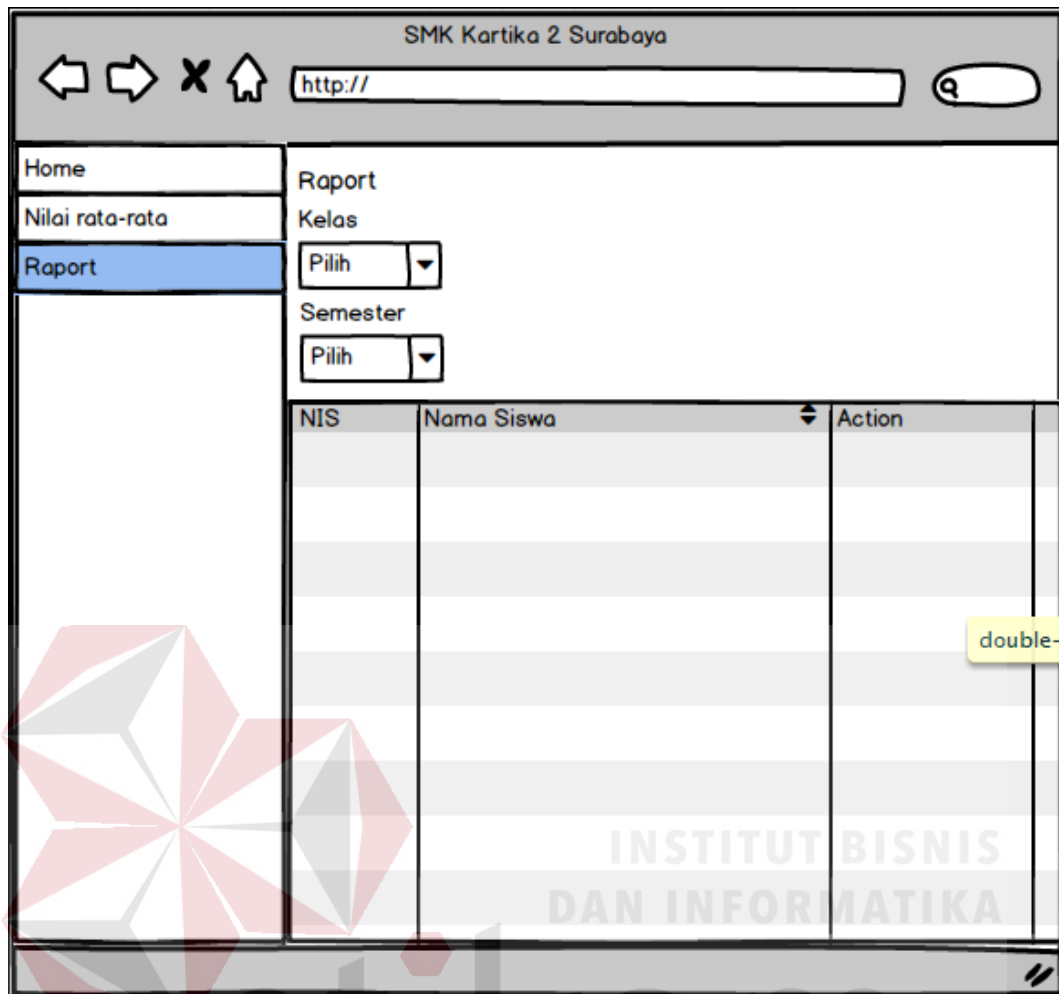 SMK Kartika 2 Surabaya
http://
Home
Nilai rata-rata
Raport
Raport
Kelas
Pilih
Semester
Pilih
NIS Nama Siswa Action
double-
INSTITUT BISNIS
DAN INFORMATIKA